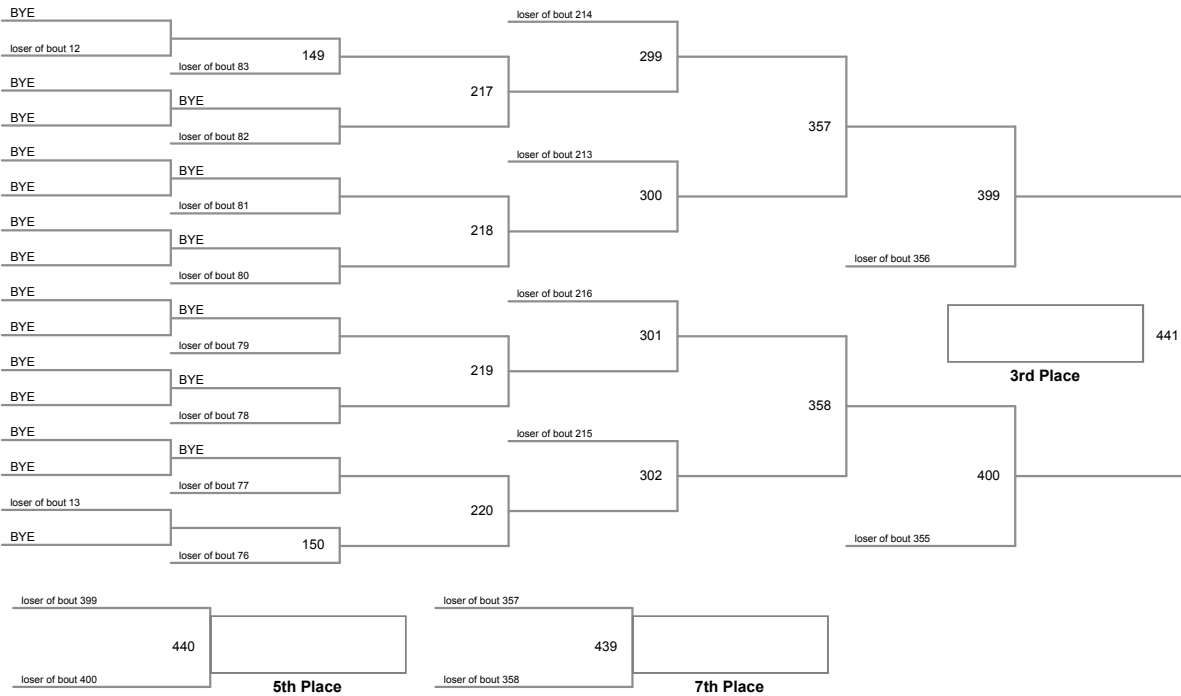 BYE
loser of bout 12
loser of bout 83
149
BYE
BYE
BYE
loser of bout 82
217
BYE
BYE
BYE
loser of bout 81
BYE
BYE
BYE
loser of bout 80
218
BYE
BYE
BYE
loser of bout 79
BYE
BYE
BYE
loser of bout 78
219
BYE
BYE
BYE
loser of bout 77
loser of bout 13
BYE
loser of bout 76
150
220
loser of bout 214
299
loser of bout 213
300
357
loser of bout 216
301
loser of bout 215
302
358
loser of bout 356
399
loser of bout 355
400
441
3rd Place
loser of bout 399
440
loser of bout 400
5th Place
loser of bout 357
439
loser of bout 358
7th Place